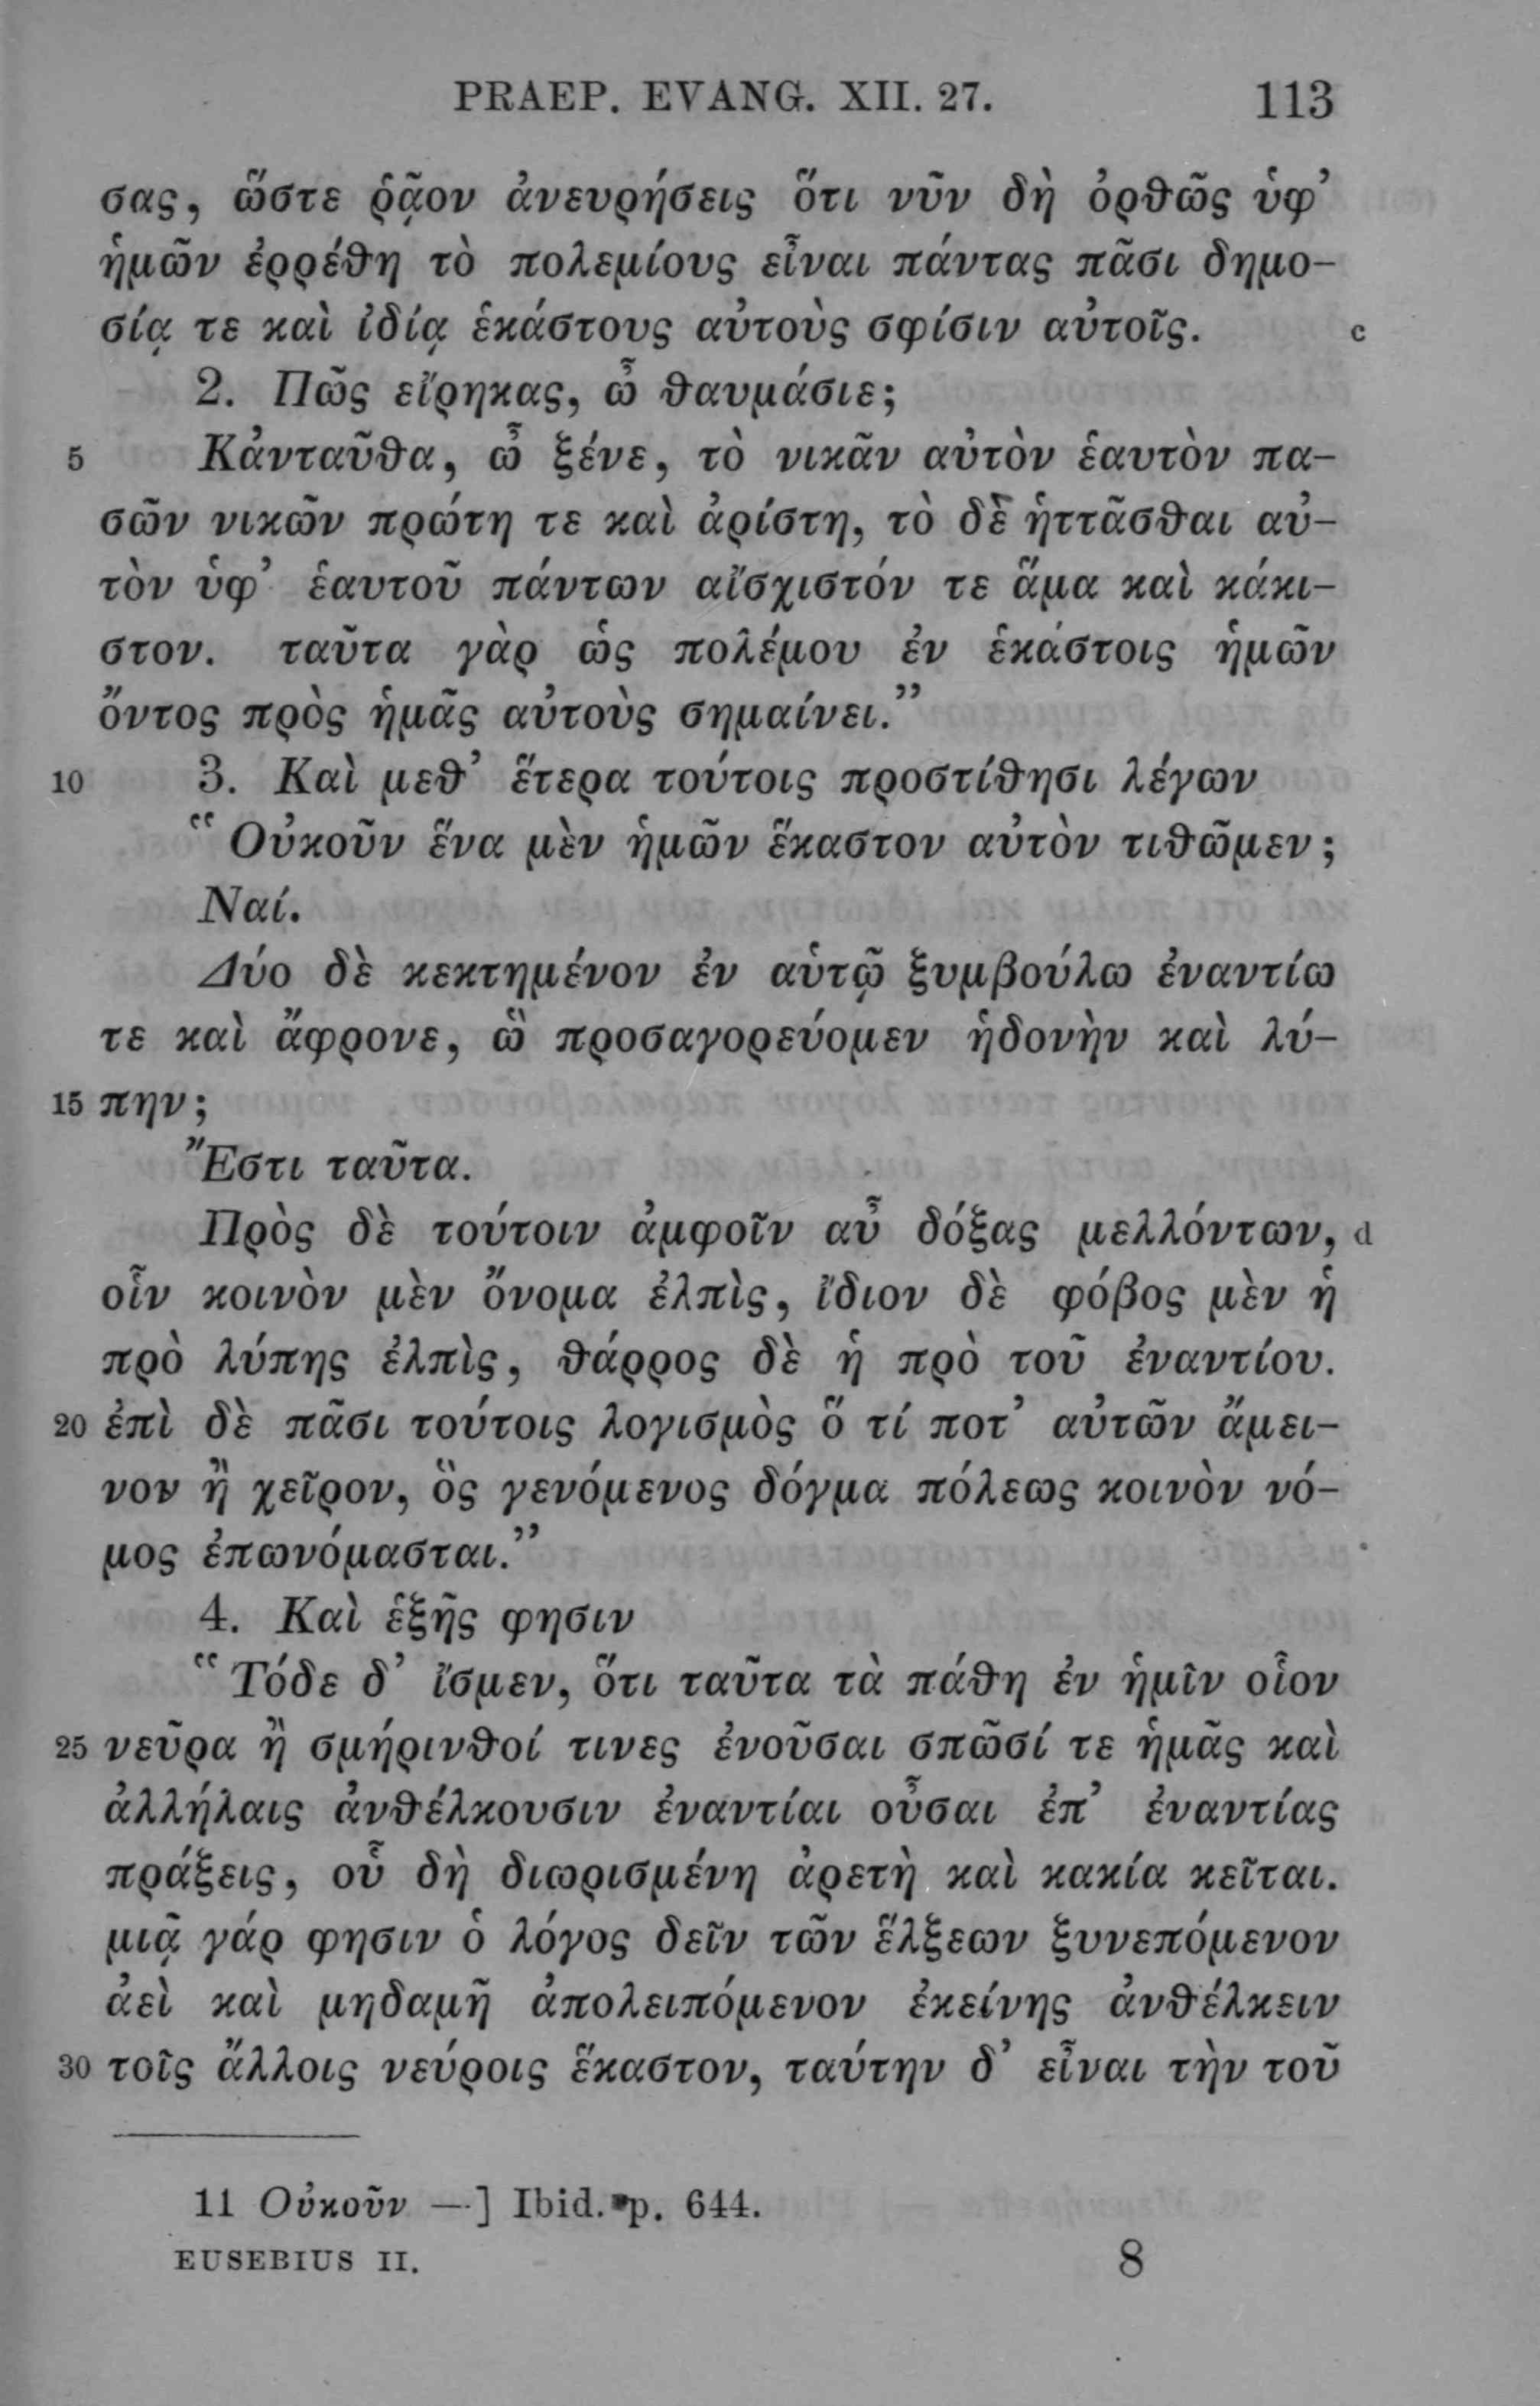 PRAEP. EVANG. XII. 27. 113
σας, ὥστε ῥᾷον ἀνευρήσεις ὅτι νῦν δὴ ὀρθῶς ὑφ’
ἡμῶν ἐρρέθη τὸ πολεμίους εἶναι πάντας πᾶσι δημο-
σίᾳ τε καὶ ἰδίᾳ ἑκάστους αὐτοὺς σφίσιν αὐτοῖς. c
2. Πῶς εἴρηκας, ὦ θαυμάσιε;
5 Κἀνταῦθα, ὦ ξένε, τὸ νικᾶν αὐτὸν ἑαυτὸν πα-
σῶν νικῶν πρώτη τε καὶ ἀρίστη, τὸ δὲ ἡττᾶσθαι αὐ-
τὸν ὑφ’ ἑαυτοῦ πάντων αἴσχιστόν τε ἅμα καὶ κάκι-
στον. ταῦτα γὰρ ὡς πολέμου ἐν ἑκάστοις ἡμῶν
ὄντος πρὸς ἡμᾶς αὐτοὺς σημαίνει.”
10 3. Καὶ μεθ’ ἕτερα τούτοις προστίθησι λέγων
“Οὐκοῦν ἕνα μὲν ἡμῶν ἕκαστον αὐτὸν τιθῶμεν;
Ναί.
Δύο δὲ κεκτημένον ἐν αὑτῷ ξυμβούλω ἐναντίω
τε καὶ ἄφρονε, ὣ προσαγορεύομεν ἡδονὴν καὶ λύ-
15 πην;
Ἔστι ταῦτα.
Πρὸς δὲ τούτοιν ἀμφοῖν αὖ δόξας μελλόντων, d
οἷν κοινὸν μὲν ὄνομα ἐλπὶς, ἴδιον δὲ φόβος μὲν ἡ
πρὸ λύπης ἐλπὶς, θάρρος δὲ ἡ πρὸ τοῦ ἐναντίου.
20 ἐπὶ δὲ πᾶσι τούτοις λογισμὸς ὅ τί ποτ’ αὐτῶν ἄμει-
νον ἢ χεῖρον, ὃς γενόμενος δόγμα πόλεως κοινὸν νό-
μος ἐπωνόμασται.”
4. Καὶ ἑξῆς φησιν
“Τόδε δ’ ἴσμεν, ὅτι ταῦτα τὰ πάθη ἐν ἡμῖν οἷον
25 νεῦρα ἢ σμήρινθοί τινες ἐνοῦσαι σπῶσί τε ἡμᾶς καὶ
ἀλλήλαις ἀνθέλκουσιν ἐναντίαι οὖσαι ἐπ’ ἐναντίας
πράξεις, οὗ δὴ διωρισμένη ἀρετὴ καὶ κακία κεῖται.
μιᾷ γάρ φησιν ὁ λόγος δεῖν τῶν ἕλξεων ξυνεπόμενον
ἀεὶ καὶ μηδαμῆ ἀπολειπόμενον ἐκείνης ἀνθέλκειν
30 τοῖς ἄλλοις νεύροις ἕκαστον, ταύτην δ’ εἶναι τὴν τοῦ
11 Οὐκοῦν —] Ibid. p. 644.
EUSEBIUS II. 8